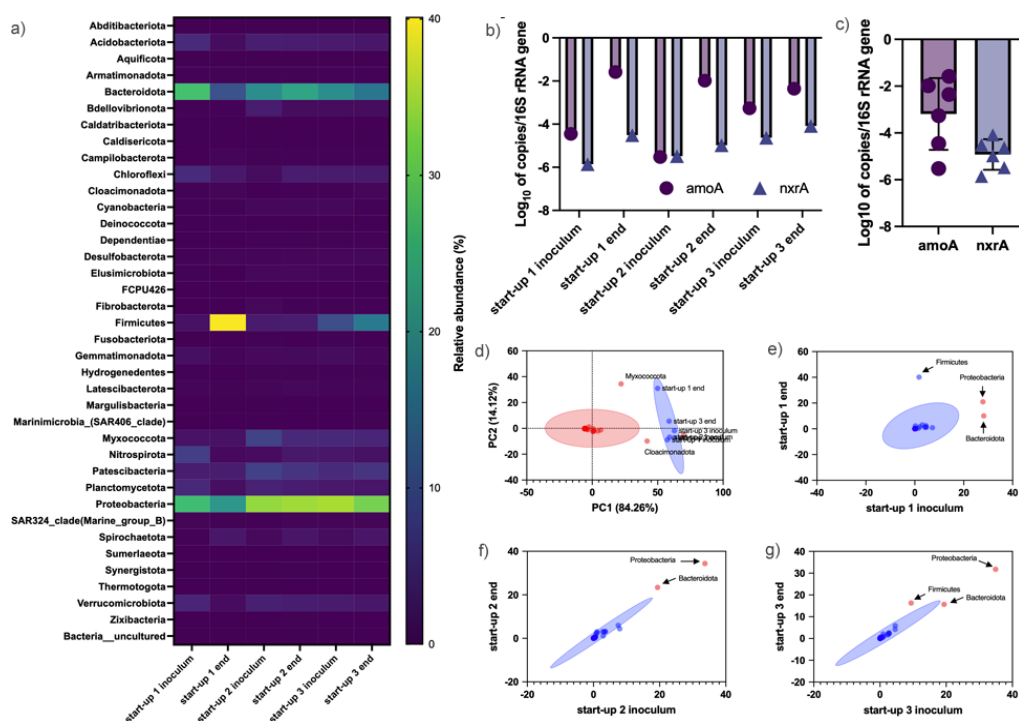 a)
Abditibacteriota
Acidobacteriota
Aquificota
Armatimonadota
Bacteroidota
Bdellovibrionota
Caldatribacteriota
Caldisericota
Campilobacterota
Chloroflexi
Cloacimonadota
Cyanobacteria
Deinococcota
Dependentiae
Desulfobacterota
Elusimicrobiota
FCPU426
Fibrobacterota
Firmicutes
Fusobacteriota
Gemmatimonadota
Hydrogenedentes
Latescibacterota
Margulisbacteria
Marinimicrobia_(SAR406_clade)
Myxococcota
Nitrospirota
Patescibacteria
Planctomycetota
Proteobacteria
SAR324_clade(Marine_group_B)
Spirochaetota
Sumerlaeota
Synergistota
Thermotogota
Verrucomicrobiota
Zixibacteria
Bacteria__uncultured
start-up 1 inoculum
start-up 1 end
start-up 2 inoculum
start-up 2 end
start-up 3 inoculum
start-up 3 end
40
30
20
10
0
Relative abundance (%)
b)
Log10 of copies/16S rRNA gene
0
-2
-4
-6
-8
amoA
nxrA
start-up 1 inoculum
start-up 1 end
start-up 2 inoculum
start-up 2 end
start-up 3 inoculum
start-up 3 end
c)
Log10 of copies/16S rRNA gene
0
-2
-4
-6
-8
amoA
nxrA
d)
PC2 (14.12%)
60
40
20
0
-20
-40
Myxococcota
start-up 1 end
start-up 3 end
start-up 3 inoculum
Cloacimonadota
-50
0
50
100
PC1 (84.26%)
e)
start-up 1 end
60
40
20
0
-20
-40
Firmicutes
Proteobacteria
Bacteroidota
-40
-20
0
20
40
start-up 1 inoculum
f)
start-up 2 end
40
20
0
-20
Proteobacteria
Bacteroidota
-20
0
20
40
start-up 2 inoculum
g)
start-up 3 end
40
30
20
10
0
-10
-20
Proteobacteria
Firmicutes
Bacteroidota
-20
0
20
40
start-up 3 inoculum